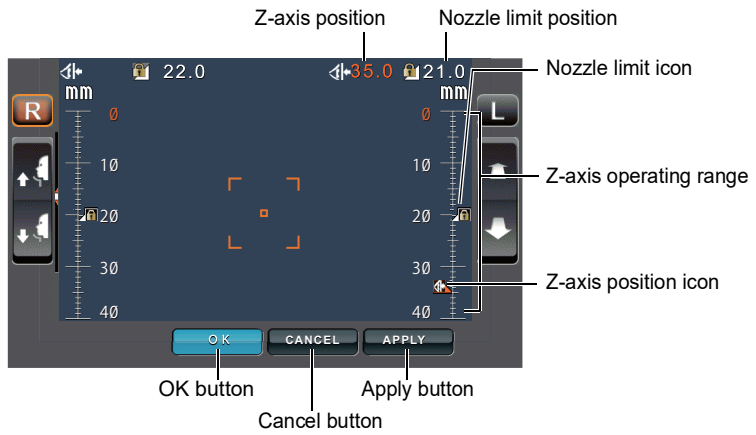 Z-axis position
Nozzle limit position
22.0
35.0
21.0
Nozzle limit icon
mm
mm
R
L
0
0
10
10
Z-axis operating range
20
20
30
30
Z-axis position icon
40
40
OK
CANCEL
APPLY
OK button
Apply button
Cancel button